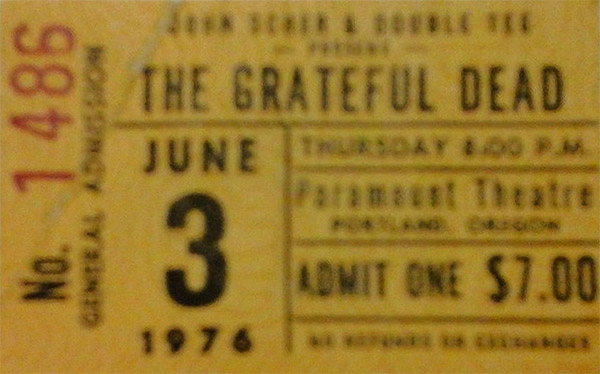 JOHN SCHER & DOUBLE TEE
— PRESENT —
THE GRATEFUL DEAD
JUNE
3
1976
THURSDAY 8:00 P.M.
Paramount Theatre
PORTLAND, OREGON
ADMIT ONE $7.00
NO REFUNDS OR EXCHANGES
No. 1486
GENERAL ADMISSION